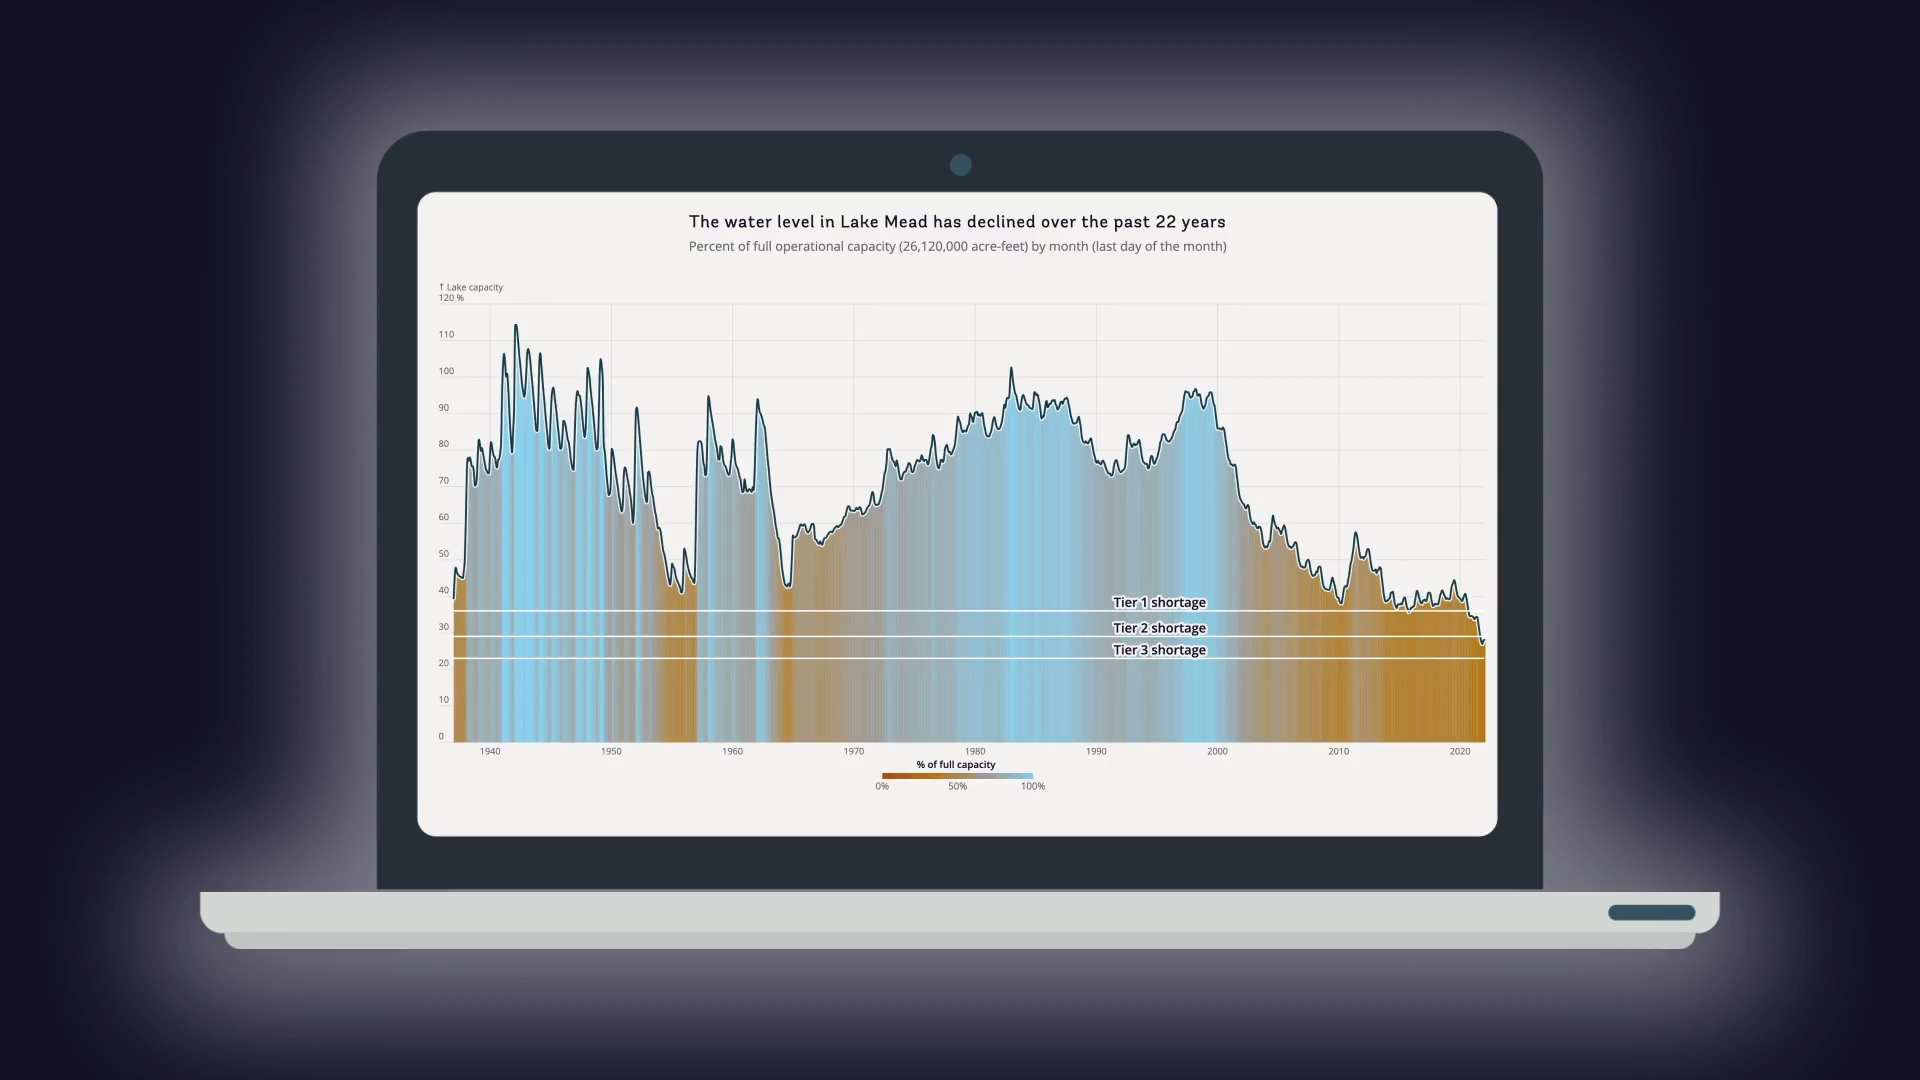 The water level in Lake Mead has declined over the past 22 years
Percent of full operational capacity (26,120,000 acre-feet) by month (last day of the month)
↑ Lake capacity
120 %
110
100
90
80
70
60
50
40
30
20
10
0
Tier 1 shortage
Tier 2 shortage
Tier 3 shortage
1940 1950 1960 1970 1980 1990 2000 2010 2020
% of full capacity
0% 50% 100%